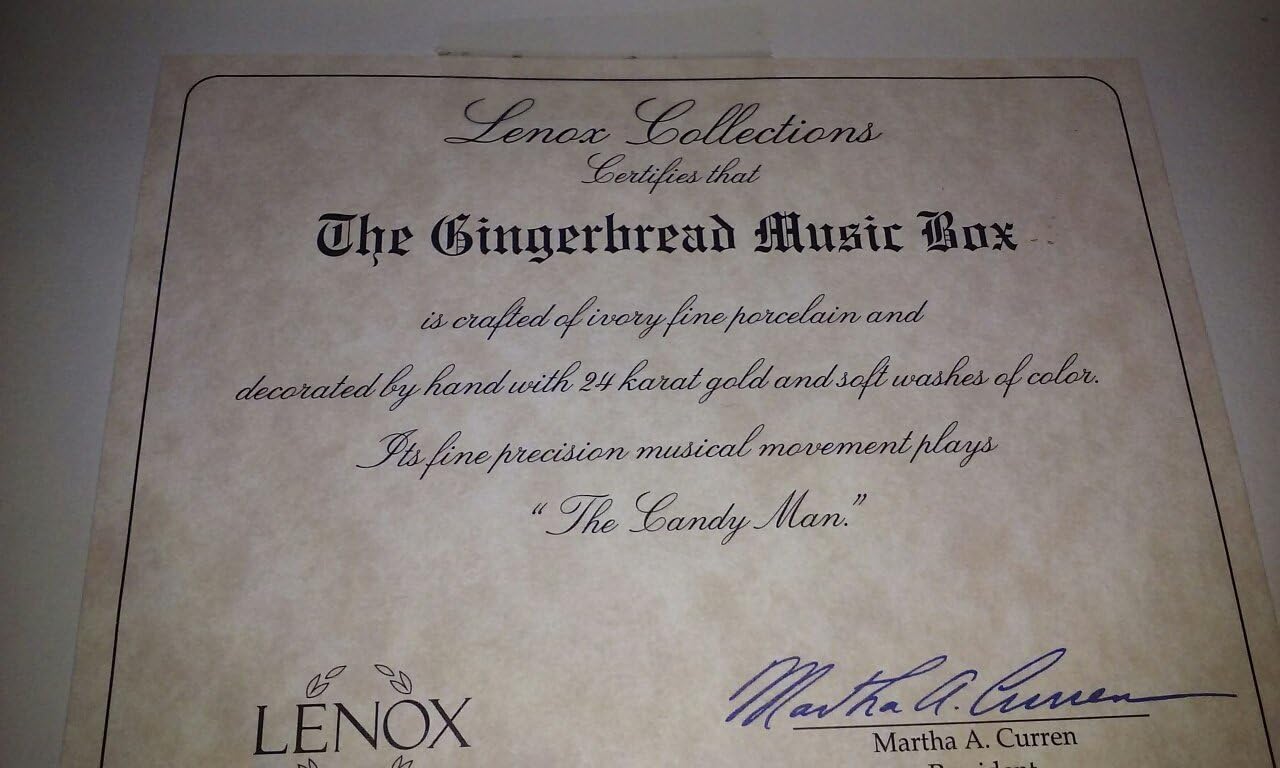 Lenox Collections
Certifies that
The Gingerbread Music Box
is crafted of ivory fine porcelain and
decorated by hand with 24 karat gold and soft washes of color.
Its fine precision musical movement plays
“The Candy Man.”
LENOX
Martha A. Curren
Martha A. Curren
President